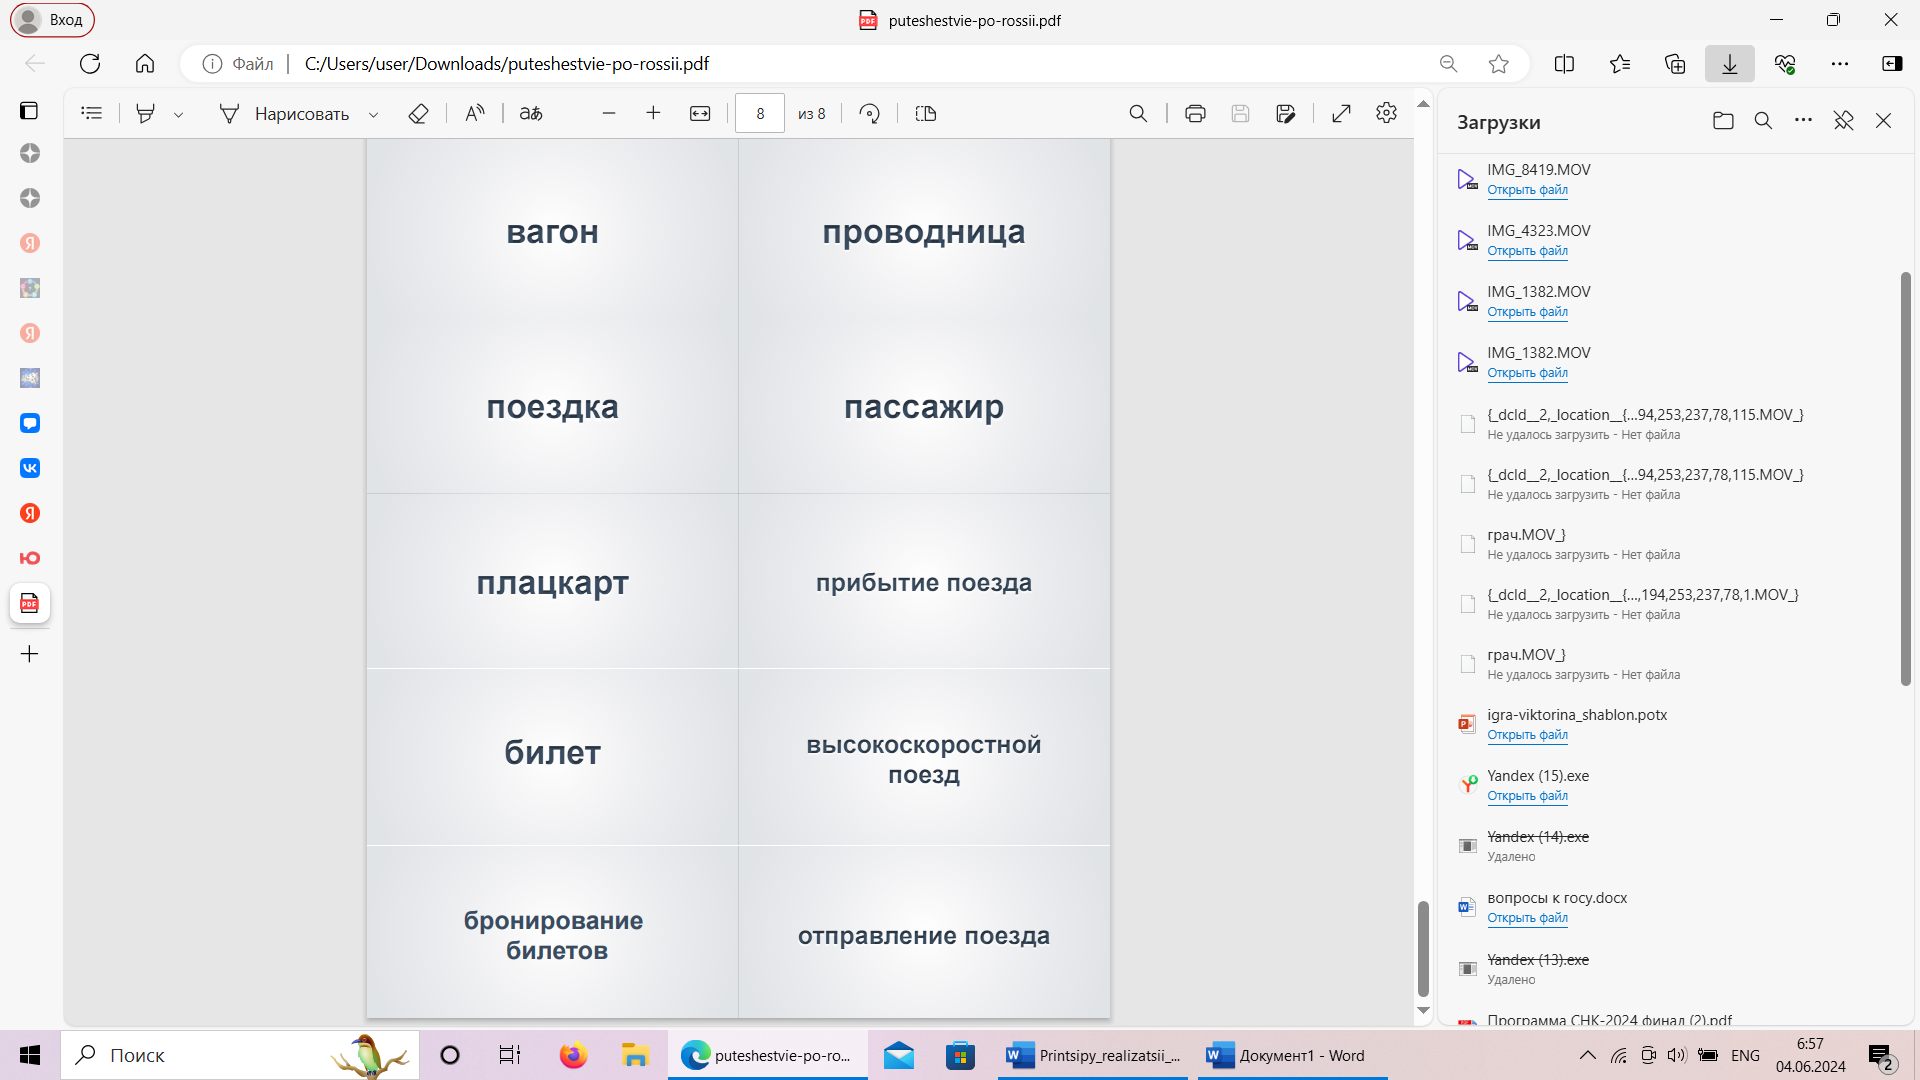 Вход
puteshestvie-po-rossii.pdf
Файл
C:/Users/user/Downloads/puteshestvie-po-rossii.pdf
Нарисовать
8
из 8
Загрузки
вагон
проводница
поездка
пассажир
плацкарт
прибытие поезда
билет
высокоскоростной
поезд
бронирование
билетов
отправление поезда
IMG_8419.MOV
Открыть файл
IMG_4323.MOV
Открыть файл
IMG_1382.MOV
Открыть файл
IMG_1382.MOV
Открыть файл
{_dcId__2,_location__{...94,253,237,78,115.MOV_}
Не удалось загрузить - Нет файла
{_dcId__2,_location__{...94,253,237,78,115.MOV_}
Не удалось загрузить - Нет файла
грач.MOV_}
Не удалось загрузить - Нет файла
{_dcId__2,_location__{...,194,253,237,78,1.MOV_}
Не удалось загрузить - Нет файла
грач.MOV_}
Не удалось загрузить - Нет файла
igra-viktorina_shablon.potx
Открыть файл
Yandex (15).exe
Открыть файл
Yandex (14).exe
Удалено
вопросы к госу.docx
Открыть файл
Yandex (13).exe
Удалено
Программа СНК-2024 финал (2).pdf
Поиск
puteshestvie-po-ro...
Printsipy_realizatsii_...
Документ1 - Word
ENG
6:57
04.06.2024
2